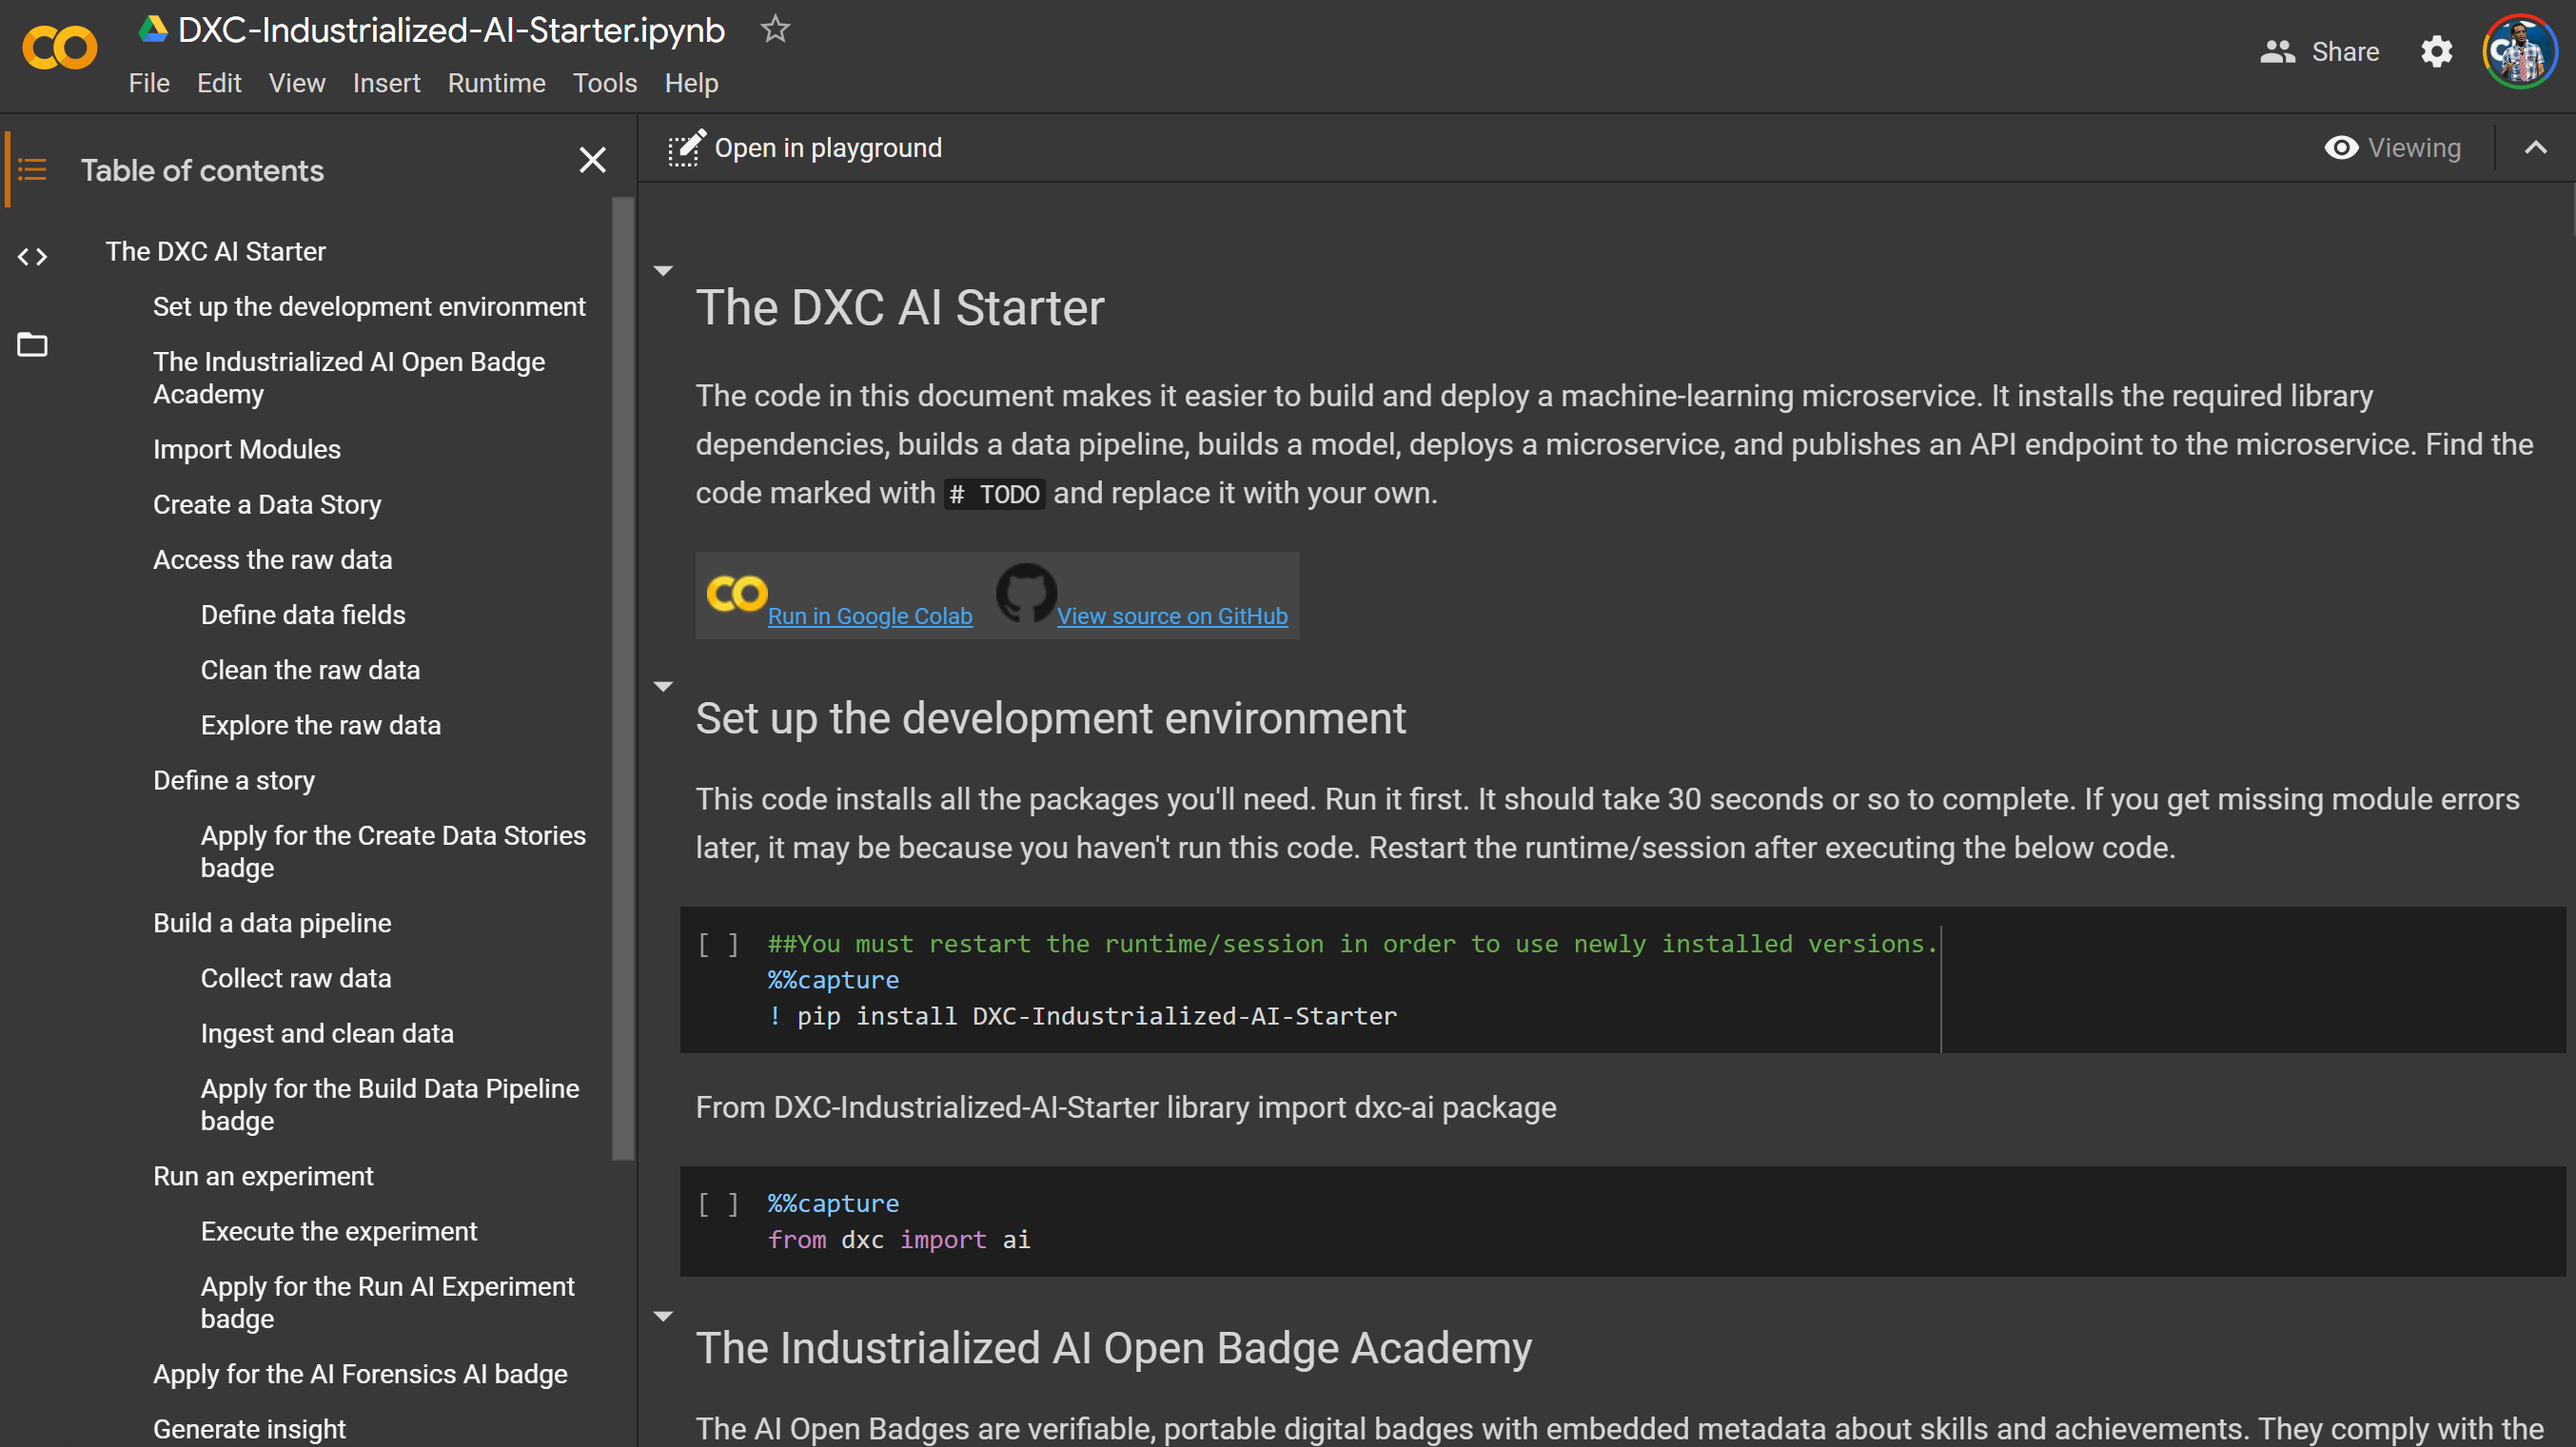 DXC-Industrialized-AI-Starter.ipynb
File Edit View Insert Runtime Tools Help
Share
Table of contents
The DXC AI Starter
Set up the development environment
The Industrialized AI Open Badge
Academy
Import Modules
Create a Data Story
Access the raw data
Define data fields
Clean the raw data
Explore the raw data
Define a story
Apply for the Create Data Stories
badge
Build a data pipeline
Collect raw data
Ingest and clean data
Apply for the Build Data Pipeline
badge
Run an experiment
Execute the experiment
Apply for the Run AI Experiment
badge
Apply for the AI Forensics AI badge
Generate insight
Open in playground
Viewing
The DXC AI Starter
The code in this document makes it easier to build and deploy a machine-learning microservice. It installs the required library
dependencies, builds a data pipeline, builds a model, deploys a microservice, and publishes an API endpoint to the microservice. Find the
code marked with # TODO and replace it with your own.
Run in Google Colab View source on GitHub
Set up the development environment
This code installs all the packages you'll need. Run it first. It should take 30 seconds or so to complete. If you get missing module errors
later, it may be because you haven't run this code. Restart the runtime/session after executing the below code.
[ ] ##You must restart the runtime/session in order to use newly installed versions.
%%capture
! pip install DXC-Industrialized-AI-Starter
From DXC-Industrialized-AI-Starter library import dxc-ai package
[ ] %%capture
from dxc import ai
The Industrialized AI Open Badge Academy
The AI Open Badges are verifiable, portable digital badges with embedded metadata about skills and achievements. They comply with the